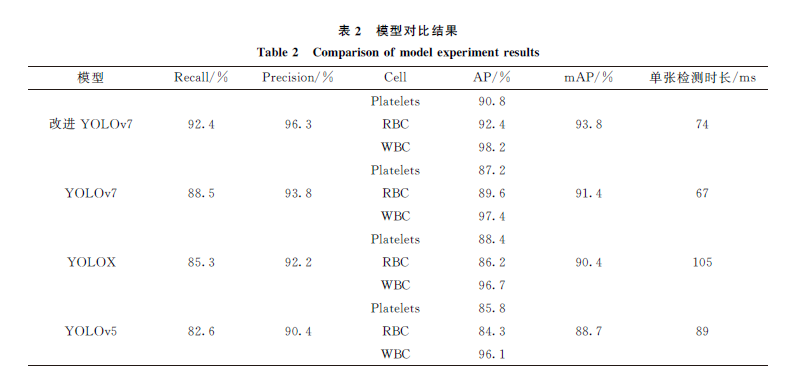 表 2 模型对比结果
Table 2 Comparison of model experiment results
模型 Recall/% Precision/% Cell AP/% mAP/% 单张检测时长/ms
Platelets 90.8
改进 YOLOv7 92.4 96.3 RBC 92.4 93.8 74
WBC 98.2
Platelets 87.2
YOLOv7 88.5 93.8 RBC 89.6 91.4 67
WBC 97.4
Platelets 88.4
YOLOX 85.3 92.2 RBC 86.2 90.4 105
WBC 96.7
Platelets 85.8
YOLOv5 82.6 90.4 RBC 84.3 88.7 89
WBC 96.1